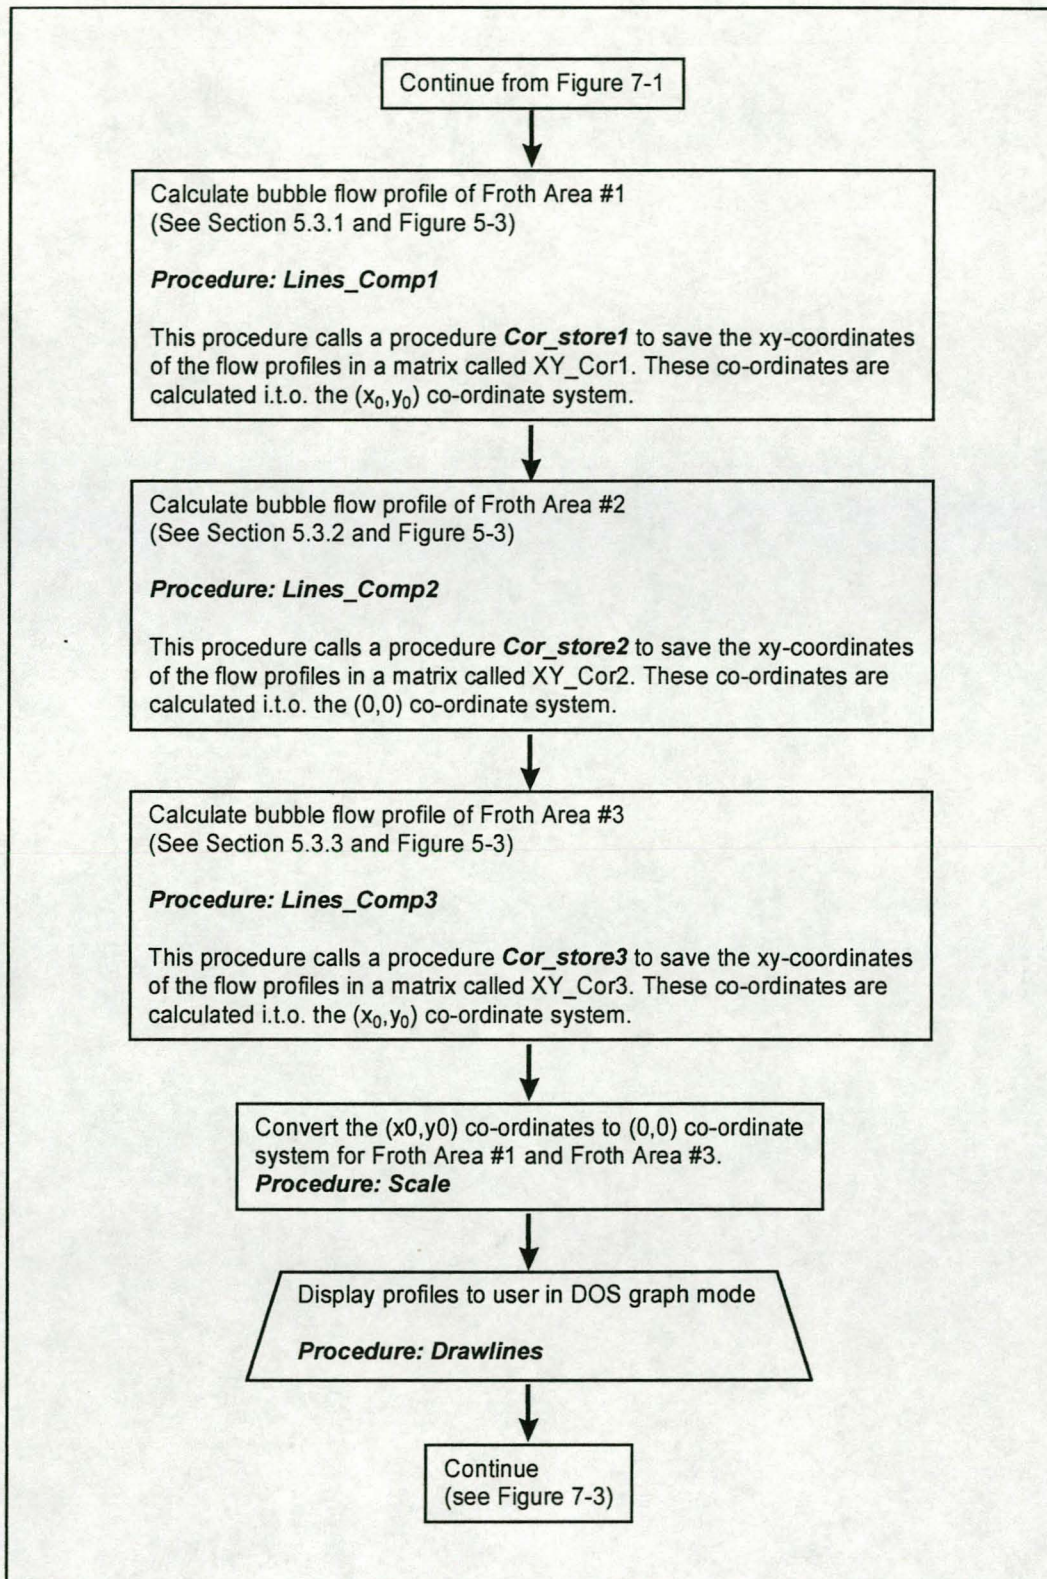 Continue from Figure 7-1
Calculate bubble flow profile of Froth Area #1
(See Section 5.3.1 and Figure 5-3)
Procedure: Lines_Comp1
This procedure calls a procedure Cor_store1 to save the xy-coordinates
of the flow profiles in a matrix called XY_Cor1. These co-ordinates are
calculated i.t.o. the (x₀,y₀) co-ordinate system.
Calculate bubble flow profile of Froth Area #2
(See Section 5.3.2 and Figure 5-3)
Procedure: Lines_Comp2
This procedure calls a procedure Cor_store2 to save the xy-coordinates
of the flow profiles in a matrix called XY_Cor2. These co-ordinates are
calculated i.t.o. the (0,0) co-ordinate system.
Calculate bubble flow profile of Froth Area #3
(See Section 5.3.3 and Figure 5-3)
Procedure: Lines_Comp3
This procedure calls a procedure Cor_store3 to save the xy-coordinates
of the flow profiles in a matrix called XY_Cor3. These co-ordinates are
calculated i.t.o. the (x₀,y₀) co-ordinate system.
Convert the (x0,y0) co-ordinates to (0,0) co-ordinate
system for Froth Area #1 and Froth Area #3.
Procedure: Scale
Display profiles to user in DOS graph mode
Procedure: Drawlines
Continue
(see Figure 7-3)